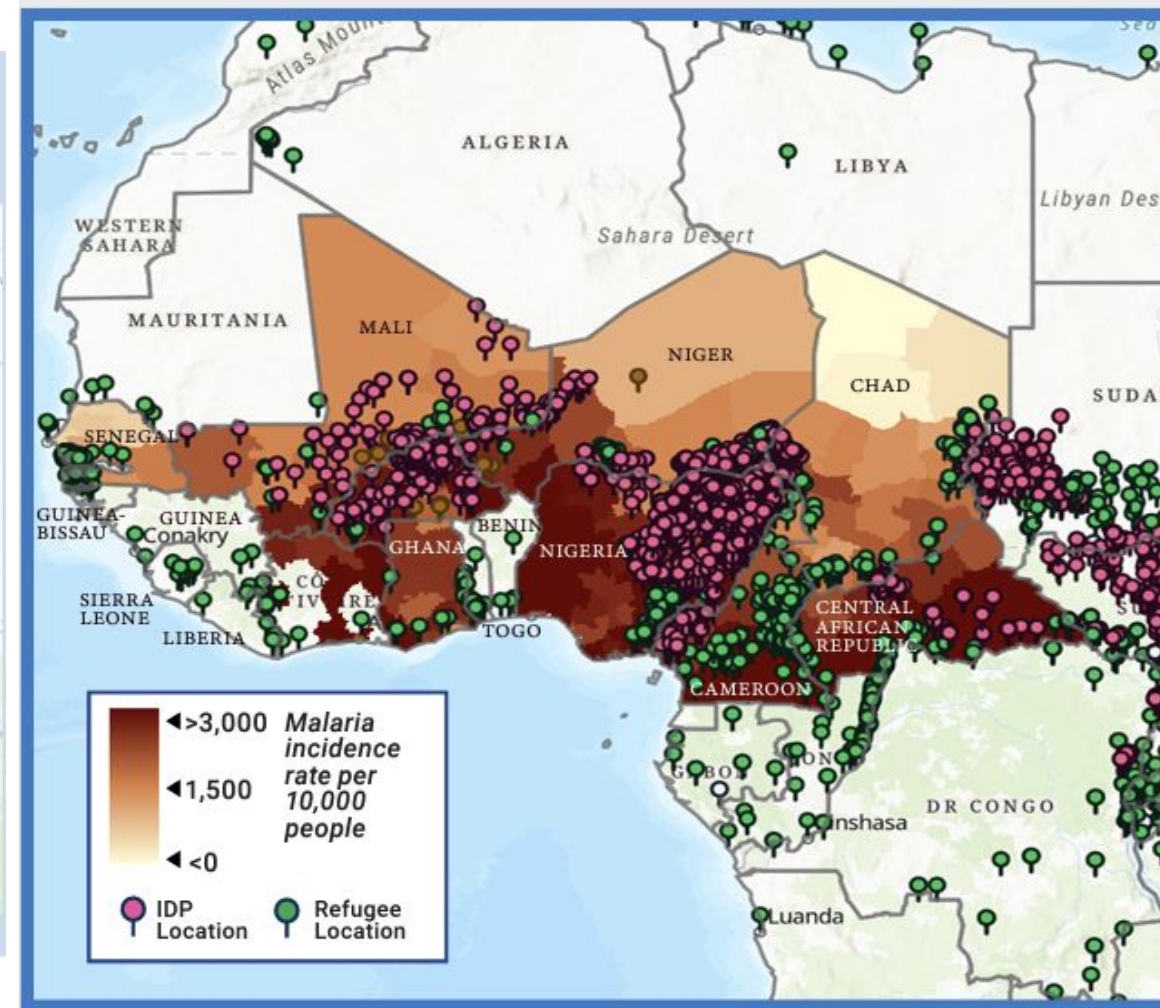 Atlas
ALGERIA
LIBYA
Libyan Des
WESTERN
SAHARA
Sahara Desert
MAURITANIA
MALI
NIGER
CHAD
SUDA
SENEGAL
GUINEA-
BISSAU
GUINEA
Conakry
BENIN
GHANA
NIGERIA
SIERRA
LEONE
LIBERIA
TOGO
CENTRAL
AFRICAN
REPUBLIC
CAMEROON
DR CONGO
inshasa
Luanda
>3,000
1,500
<0
Malaria
incidence
rate per
10,000
people
IDP
Location
Refugee
Location